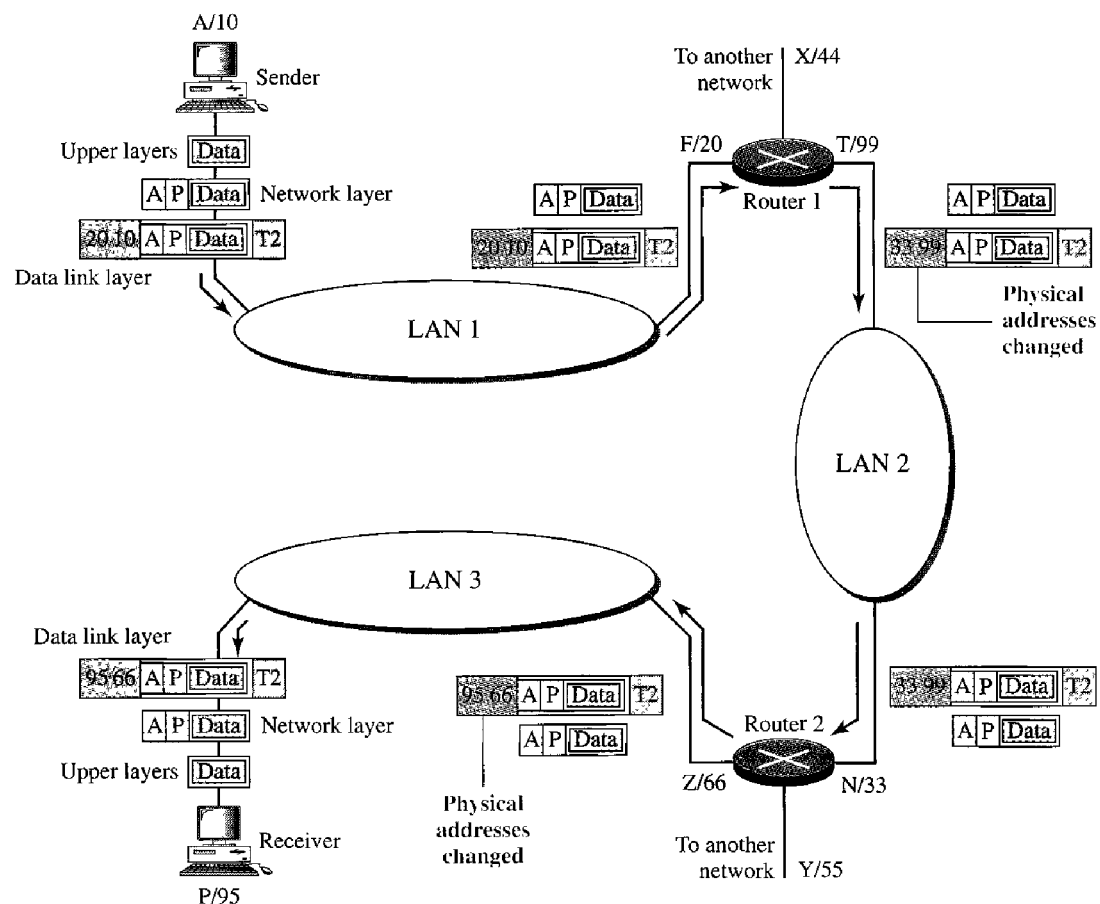 A/10
Sender
Upper layers
Data
A P Data
Network layer
20 10 A P Data T2
Data link layer
LAN 1
To another
network
X/44
F/20
T/99
Router 1
A P Data
20 10 A P Data T2
A P Data
33 99 A P Data T2
Physical
addresses
changed
LAN 2
LAN 3
Data link layer
95 66 A P Data T2
A P Data
Network layer
Upper layers
Data
Receiver
P/95
95 66 A P Data T2
A P Data
Physical
addresses
changed
Router 2
Z/66
N/33
To another
network
Y/55
33 99 A P Data T2
A P Data